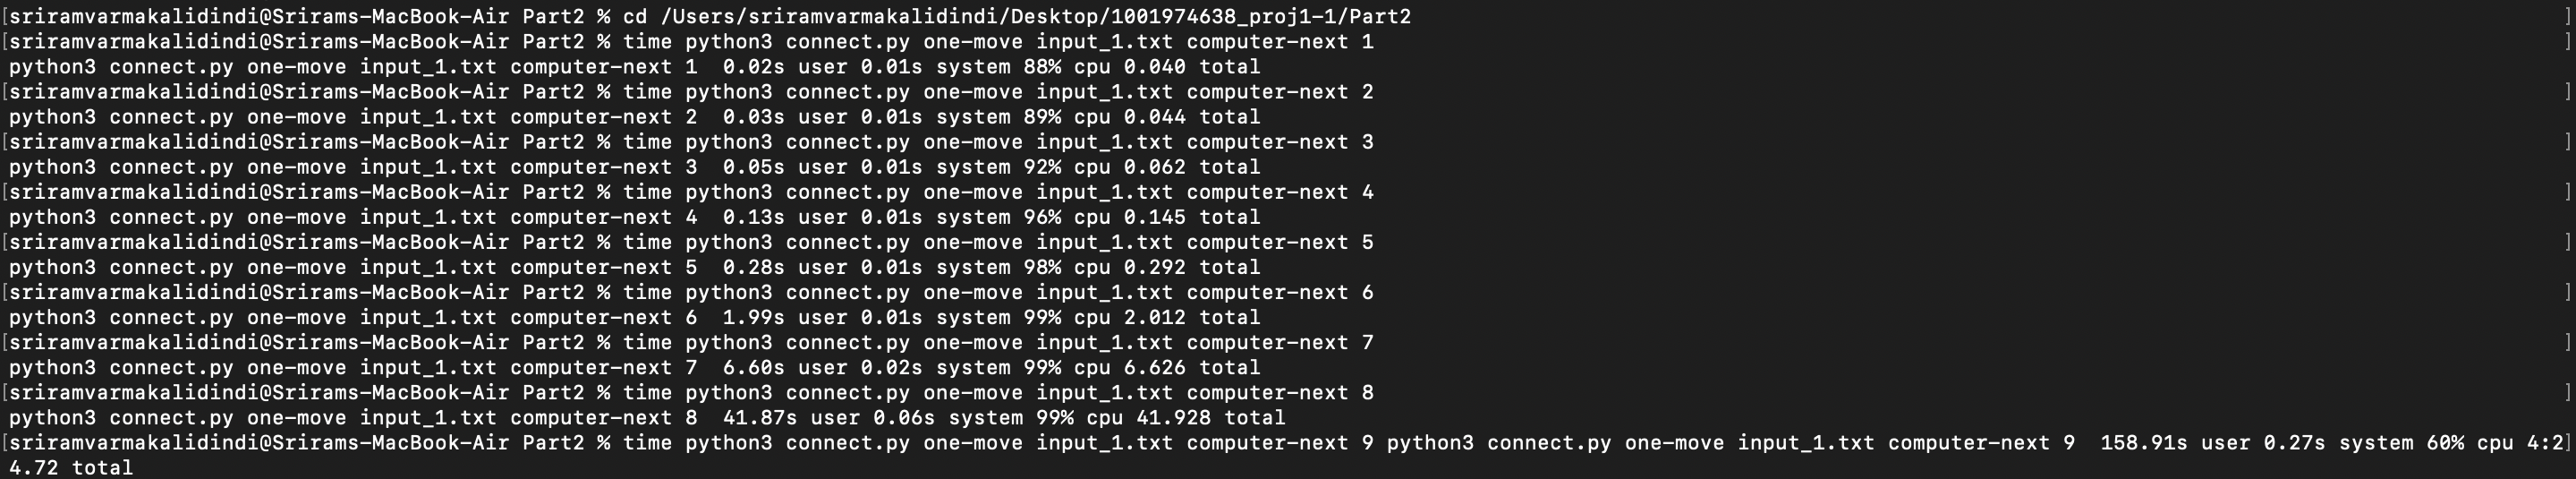 [sriramvarmakalidindi@Srirams-MacBook-Air Part2 % cd /Users/sriramvarmakalidindi/Desktop/1001974638_proj1-1/Part2 ]
[sriramvarmakalidindi@Srirams-MacBook-Air Part2 % time python3 connect.py one-move input_1.txt computer-next 1 ]
python3 connect.py one-move input_1.txt computer-next 1  0.02s user 0.01s system 88% cpu 0.040 total
[sriramvarmakalidindi@Srirams-MacBook-Air Part2 % time python3 connect.py one-move input_1.txt computer-next 2 ]
python3 connect.py one-move input_1.txt computer-next 2  0.03s user 0.01s system 89% cpu 0.044 total
[sriramvarmakalidindi@Srirams-MacBook-Air Part2 % time python3 connect.py one-move input_1.txt computer-next 3 ]
python3 connect.py one-move input_1.txt computer-next 3  0.05s user 0.01s system 92% cpu 0.062 total
[sriramvarmakalidindi@Srirams-MacBook-Air Part2 % time python3 connect.py one-move input_1.txt computer-next 4 ]
python3 connect.py one-move input_1.txt computer-next 4  0.13s user 0.01s system 96% cpu 0.145 total
[sriramvarmakalidindi@Srirams-MacBook-Air Part2 % time python3 connect.py one-move input_1.txt computer-next 5 ]
python3 connect.py one-move input_1.txt computer-next 5  0.28s user 0.01s system 98% cpu 0.292 total
[sriramvarmakalidindi@Srirams-MacBook-Air Part2 % time python3 connect.py one-move input_1.txt computer-next 6 ]
python3 connect.py one-move input_1.txt computer-next 6  1.99s user 0.01s system 99% cpu 2.012 total
[sriramvarmakalidindi@Srirams-MacBook-Air Part2 % time python3 connect.py one-move input_1.txt computer-next 7 ]
python3 connect.py one-move input_1.txt computer-next 7  6.60s user 0.02s system 99% cpu 6.626 total
[sriramvarmakalidindi@Srirams-MacBook-Air Part2 % time python3 connect.py one-move input_1.txt computer-next 8 ]
python3 connect.py one-move input_1.txt computer-next 8  41.87s user 0.06s system 99% cpu 41.928 total
[sriramvarmakalidindi@Srirams-MacBook-Air Part2 % time python3 connect.py one-move input_1.txt computer-next 9 python3 connect.py one-move input_1.txt computer-next 9  158.91s user 0.27s system 60% cpu 4:2]
4.72 total